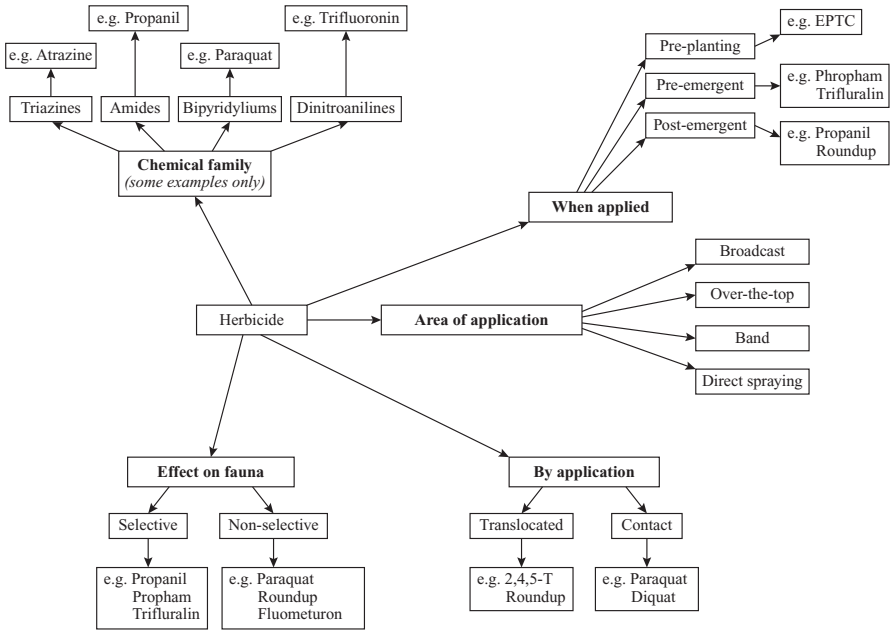 e.g. Propanil
e.g. Trifluoronin
e.g. Atrazine
e.g. Paraquat
Triazines
Amides
Bipyridyliums
Dinitroanilines
Chemical family
(some examples only)
e.g. EPTC
Pre-planting
Pre-emergent
e.g. Phropham
Trifluralin
Post-emergent
e.g. Propanil
Roundup
When applied
Broadcast
Over-the-top
Herbicide
Area of application
Band
Direct spraying
Effect on fauna
By application
Selective
Non-selective
Translocated
Contact
e.g. Propanil
Propham
Trifluralin
e.g. Paraquat
Roundup
Fluometuron
e.g. 2,4,5-T
Roundup
e.g. Paraquat
Diquat